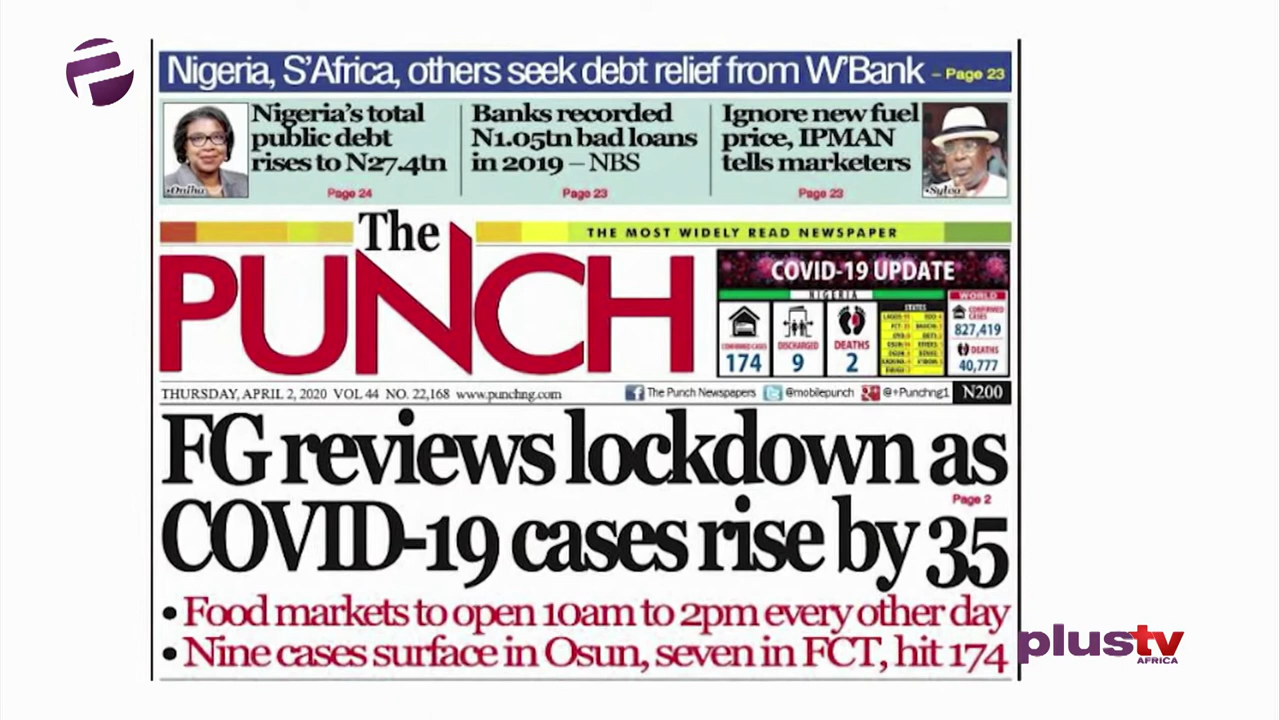 Nigeria, S'Africa, others seek debt relief from W'Bank – Page 23
Nigeria's total
public debt
rises to N27.4tn
Page 24
•Oniha
Banks recorded
N1.05tn bad loans
in 2019 – NBS
Page 23
Ignore new fuel
price, IPMAN
tells marketers
Page 23
•Sylva
The
PUNCH
THE MOST WIDELY READ NEWSPAPER
COVID-19 UPDATE
NIGERIA
CONFIRMED CASES
174
DISCHARGED
9
DEATHS
2
STATES
WORLD
CONFIRMED
CASES
827,419
DEATHS
40,777
THURSDAY, APRIL 2, 2020 VOL 44 NO. 22,168 www.punchng.com
The Punch Newspapers @mobilepunch @+Punchng1 N200
FG reviews lockdown as
COVID-19 cases rise by 35
Page 2
• Food markets to open 10am to 2pm every other day
• Nine cases surface in Osun, seven in FCT, hit 174
plustv
AFRICA